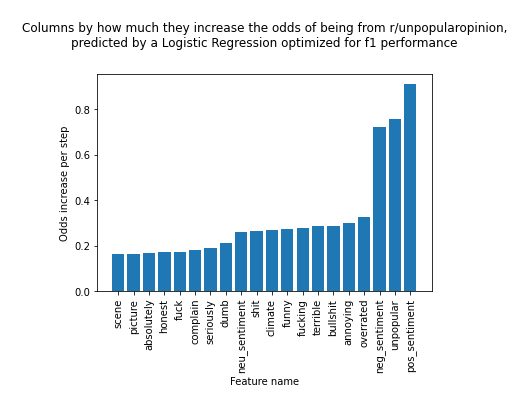 Columns by how much they increase the odds of being from r/unpopularopinion,
predicted by a Logistic Regression optimized for f1 performance
Odds increase per step
0.8
0.6
0.4
0.2
0.0
scene
picture
absolutely
honest
fuck
complain
seriously
dumb
neu_sentiment
shit
climate
funny
fucking
terrible
bullshit
annoying
overrated
neg_sentiment
unpopular
pos_sentiment
Feature name